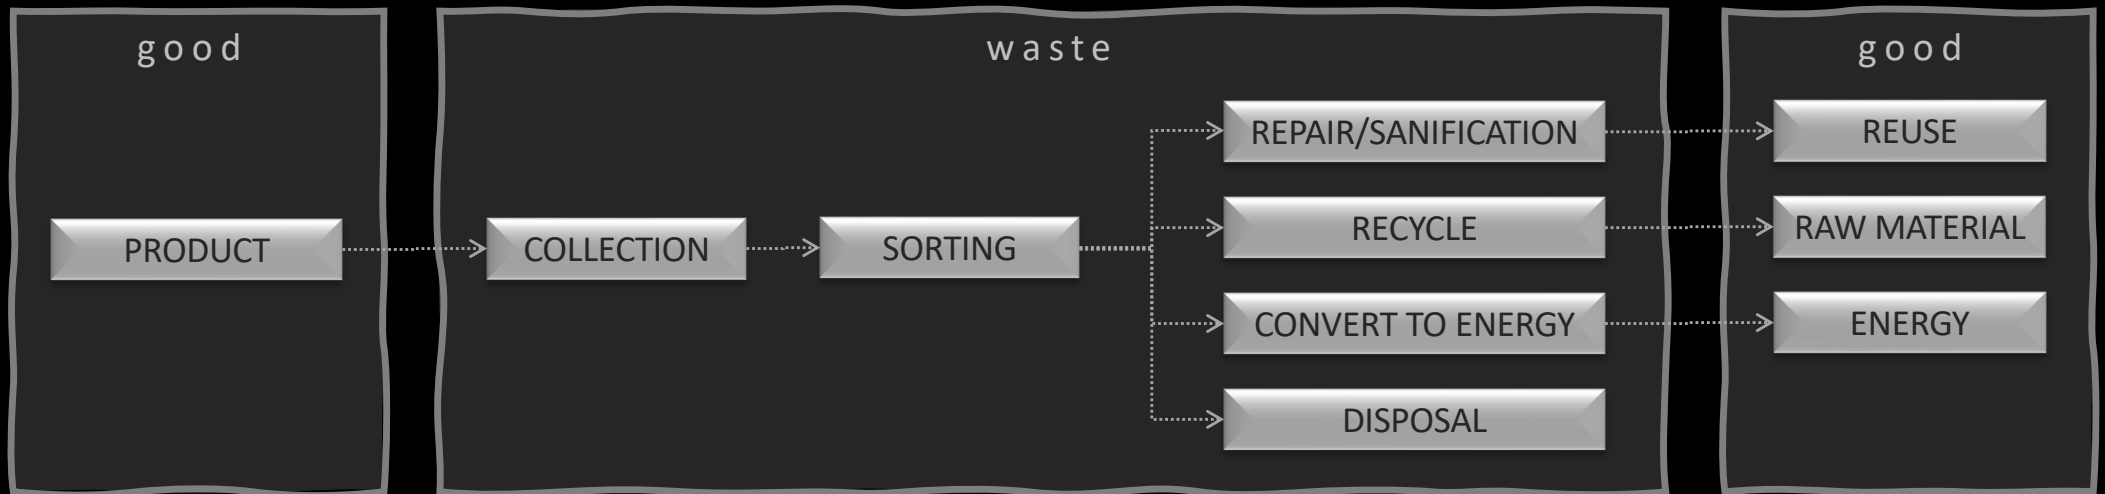 good
waste
good
PRODUCT
COLLECTION
SORTING
REPAIR/SANIFICATION
RECYCLE
CONVERT TO ENERGY
DISPOSAL
REUSE
RAW MATERIAL
ENERGY